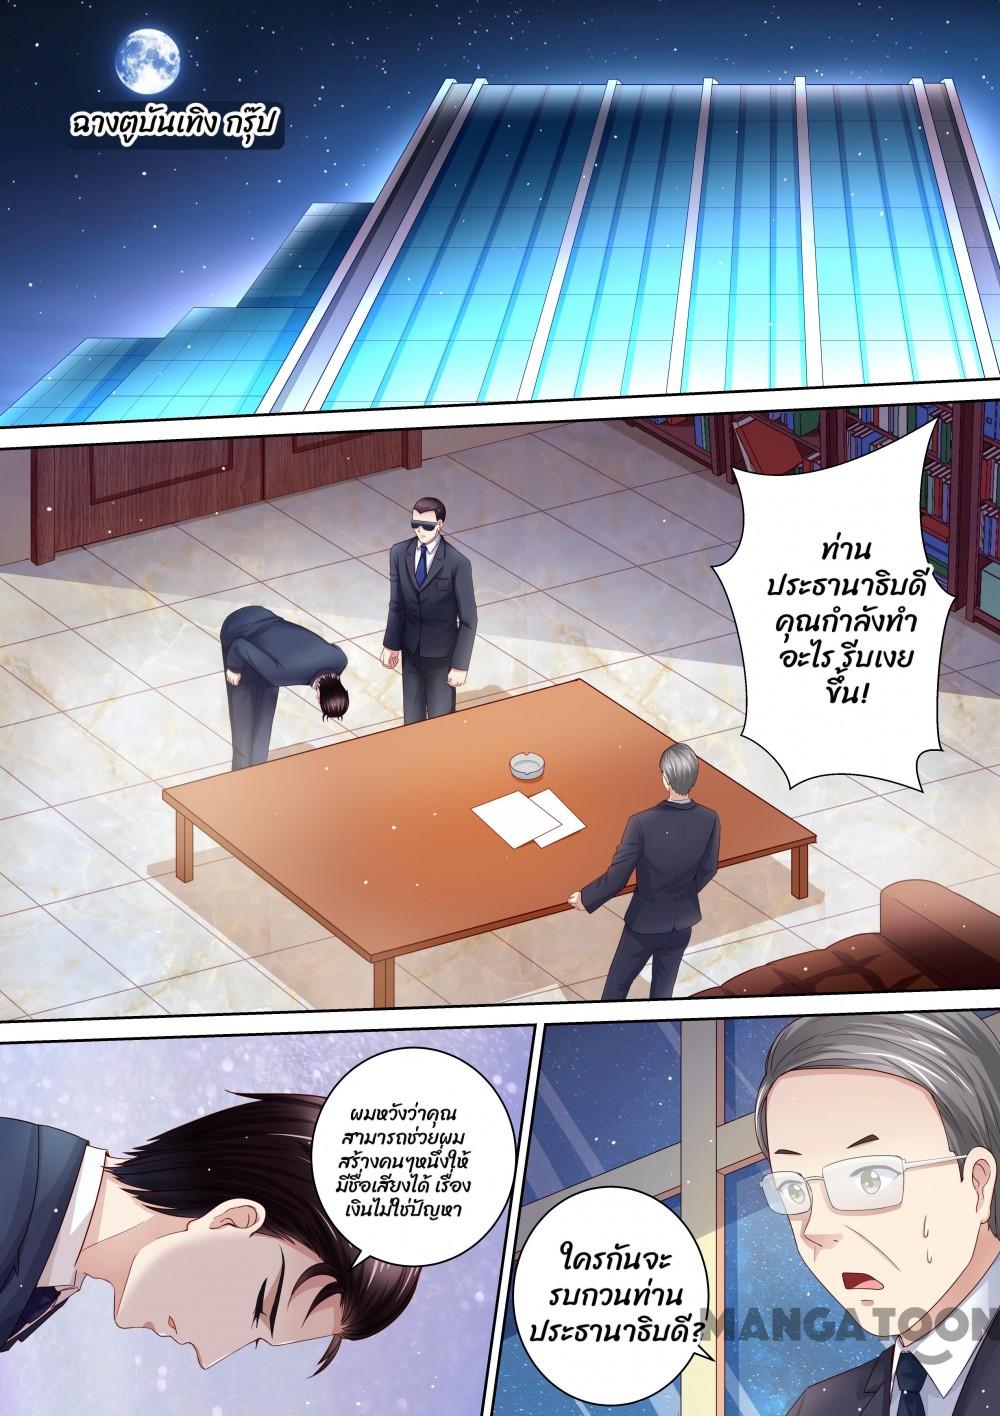 ฉางตูบันเทิง กรุ๊ป
ท่าน
ประธานาธิบดี
คุณกำลังทำ
อะไร รีบเงย
ขึ้น!
ผมหวังว่าคุณ
สามารถช่วยผม
สร้างคนๆหนึ่งให้
มีชื่อเสียงได้ เรื่อง
เงินไม่ใช่ปัญหา
ใครกันจะ
รบกวนท่าน
ประธานาธิบดี?
MANGATOON